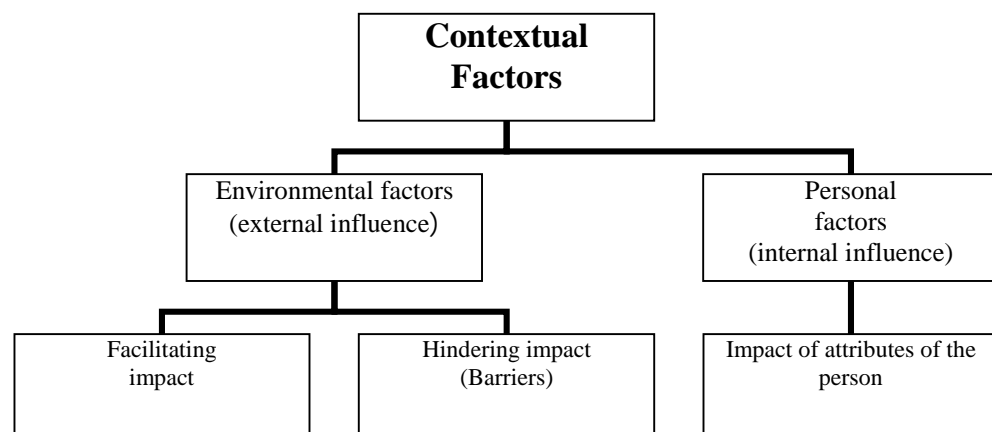 Contextual
Factors
Environmental factors
(external influence)
Personal
factors
(internal influence)
Facilitating
impact
Hindering impact
(Barriers)
Impact of attributes of the
person